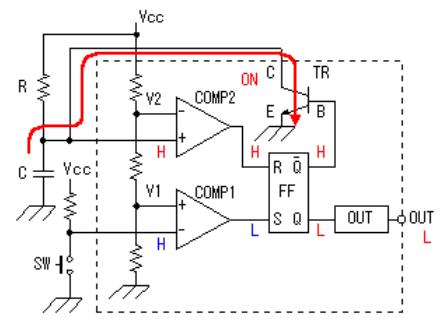 Vcc
C TR
R ON
V2 COMP2 E B
H H H
C R Q̅
Vcc V1 COMP1 FF
S Q OUT OUT
SW H L L L